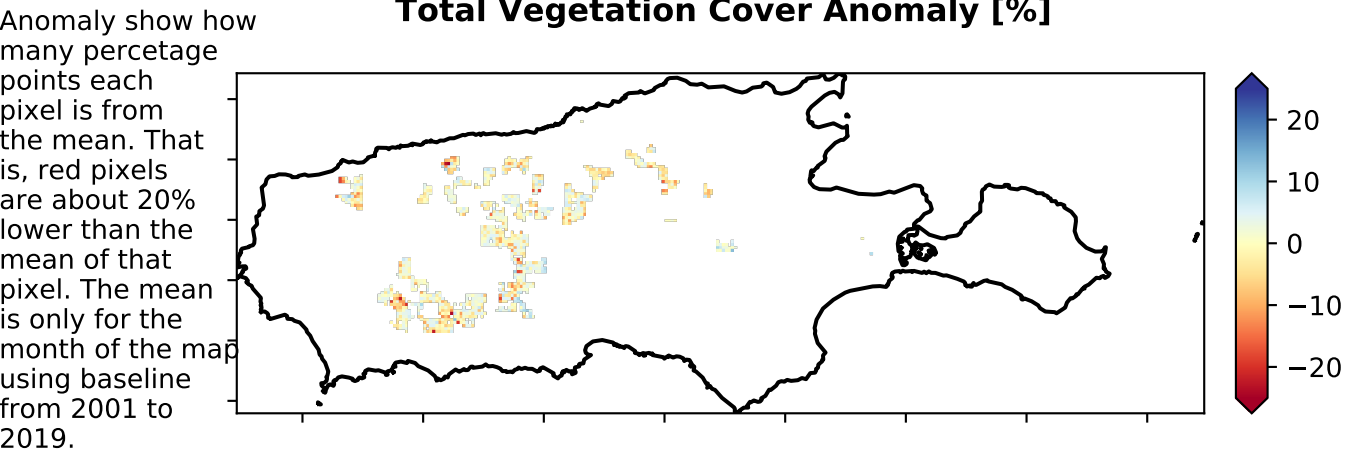 Total Vegetation Cover Anomaly [%]
Anomaly show how
many percetage
points each
pixel is from
the mean. That
is, red pixels
are about 20%
lower than the
mean of that
pixel. The mean
is only for the
month of the map
using baseline
from 2001 to
2019.
20
10
0
−10
−20